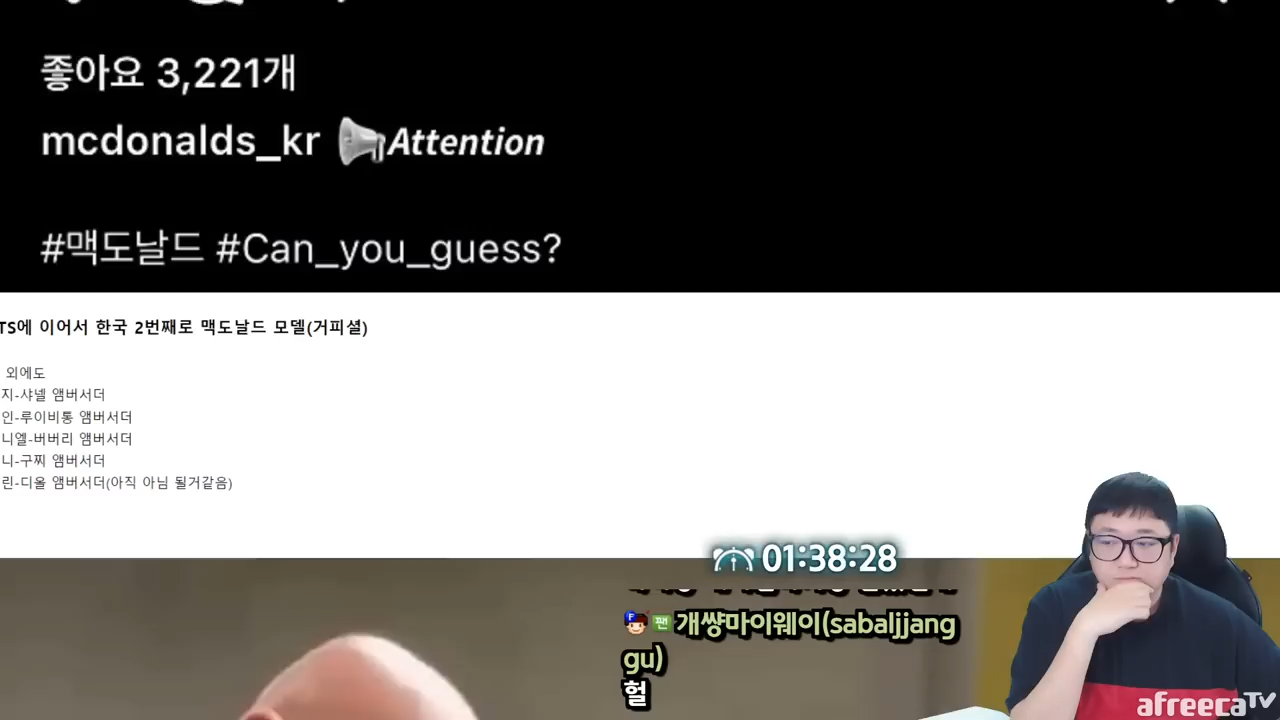 좋아요 3,221개
mcdonalds_kr Attention
#맥도날드 #Can_you_guess?
TS에 이어서 한국 2번째로 맥도날드 모델(거피셜)
외에도
지-샤넬 앰버서더
인-루이비통 앰버서더
니엘-버버리 앰버서더
니-구찌 앰버서더
린-디올 앰버서더(아직 아님 될거같음)
01:38:28
F 팬 개썅마이웨이(sabaljjang
gu)
헐
afreecaTV